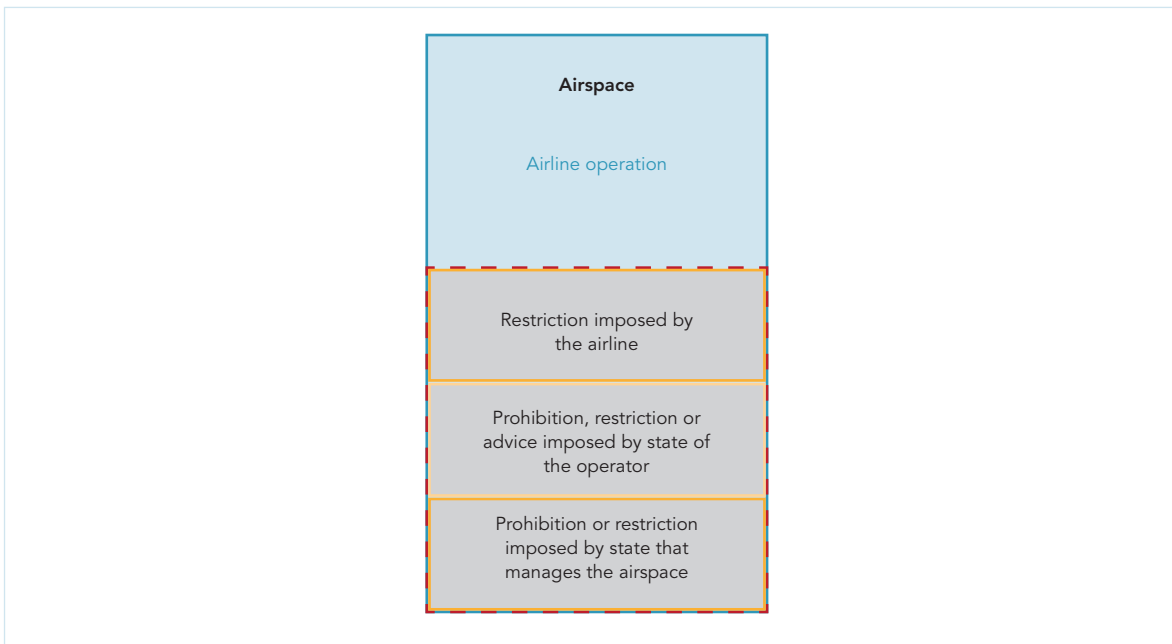 Airspace
Airline operation
Restriction imposed by
the airline
Prohibition, restriction or
advice imposed by state of
the operator
Prohibition or restriction
imposed by state that
manages the airspace